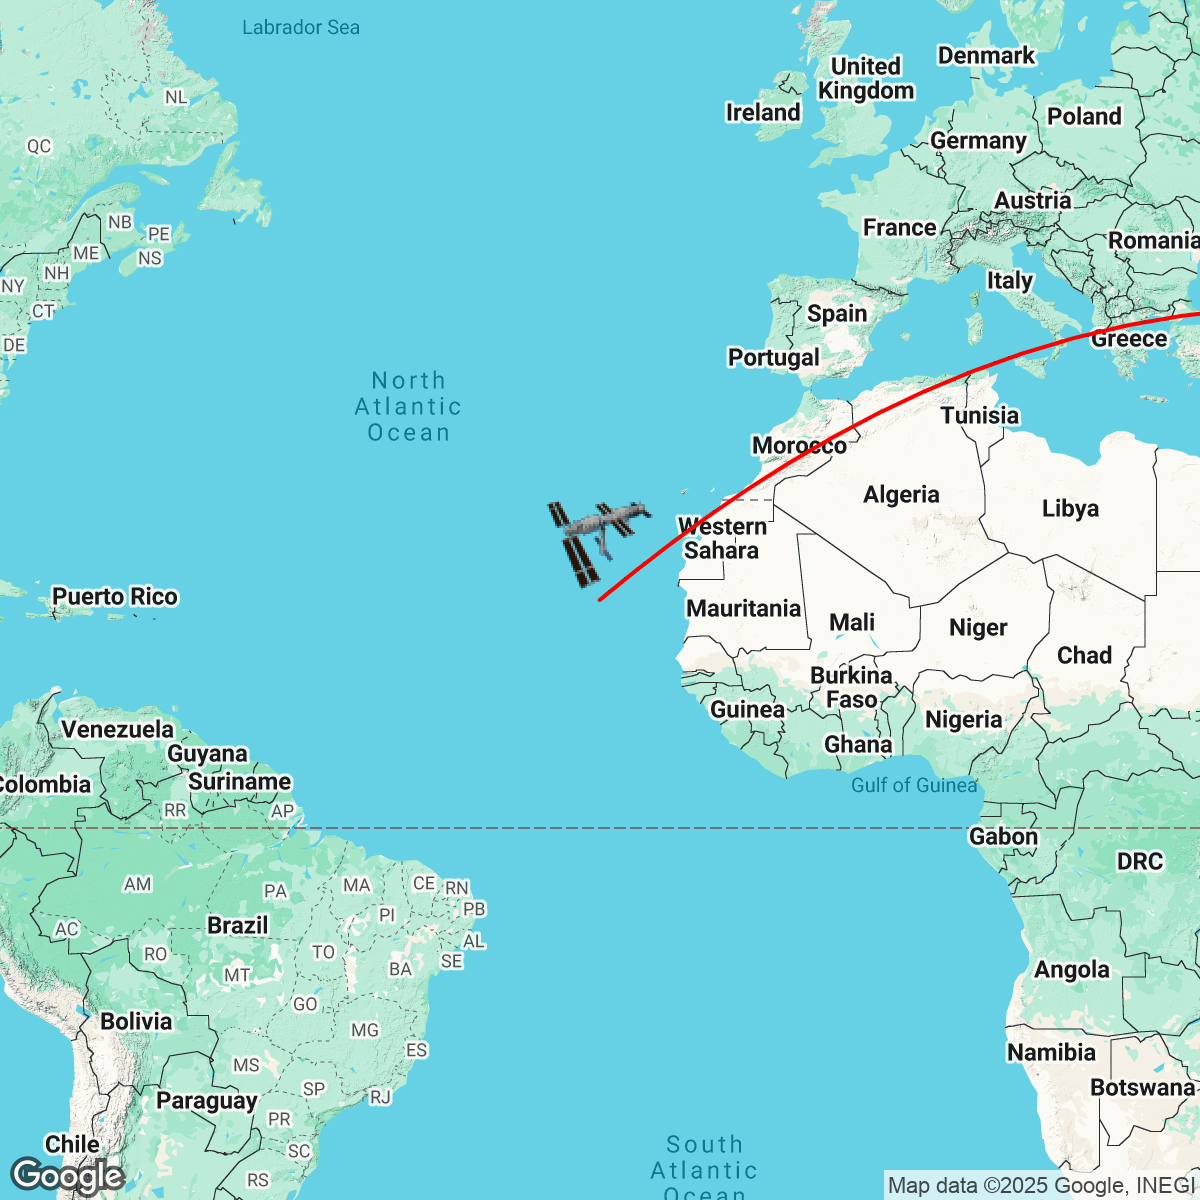 Labrador Sea
Denmark
United
Kingdom
NL
Ireland
Poland
QC
Germany
Austria
NB
PE
France
Romania
ME
NS
NH
Italy
NY
CT
Spain
DE
Greece
Portugal
North
Atlantic
Ocean
Tunisia
Morocco
Algeria
Libya
Western
Sahara
Puerto Rico
Mauritania
Mali
Niger
Chad
Burkina
Faso
Guinea
Nigeria
Venezuela
Guyana
Ghana
Suriname
Colombia
Gulf of Guinea
RR
AP
Gabon
DRC
AM
PA
MA
CE
RN
PB
PI
AC
Brazil
AL
RO
TO
SE
MT
BA
Angola
GO
Bolivia
MG
ES
Namibia
MS
SP
RJ
Botswana
Paraguay
PR
Chile
SC
South
Atlantic
Ocean
RS
Google
Map data ©2025 Google, INEGI